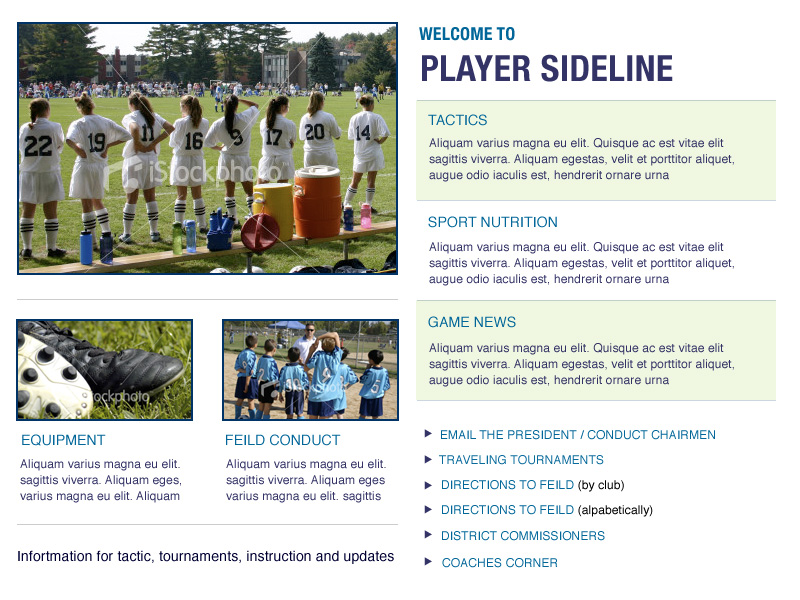 22
19
11
16
3
17
20
14
iStockphoto
iStockphoto
EQUIPMENT
Aliquam varius magna eu elit.
sagittis viverra. Aliquam eges,
varius magna eu elit. Aliquam
FEILD CONDUCT
Aliquam varius magna eu elit.
sagittis viverra. Aliquam eges
varius magna eu elit. sagittis
Infortmation for tactic, tournaments, instruction and updates
WELCOME TO
PLAYER SIDELINE
TACTICS
Aliquam varius magna eu elit. Quisque ac est vitae elit
sagittis viverra. Aliquam egestas, velit et porttitor aliquet,
augue odio iaculis est, hendrerit ornare urna
SPORT NUTRITION
Aliquam varius magna eu elit. Quisque ac est vitae elit
sagittis viverra. Aliquam egestas, velit et porttitor aliquet,
augue odio iaculis est, hendrerit ornare urna
GAME NEWS
Aliquam varius magna eu elit. Quisque ac est vitae elit
sagittis viverra. Aliquam egestas, velit et porttitor aliquet,
augue odio iaculis est, hendrerit ornare urna
EMAIL THE PRESIDENT / CONDUCT CHAIRMEN
TRAVELING TOURNAMENTS
DIRECTIONS TO FEILD (by club)
DIRECTIONS TO FEILD (alpabetically)
DISTRICT COMMISSIONERS
COACHES CORNER